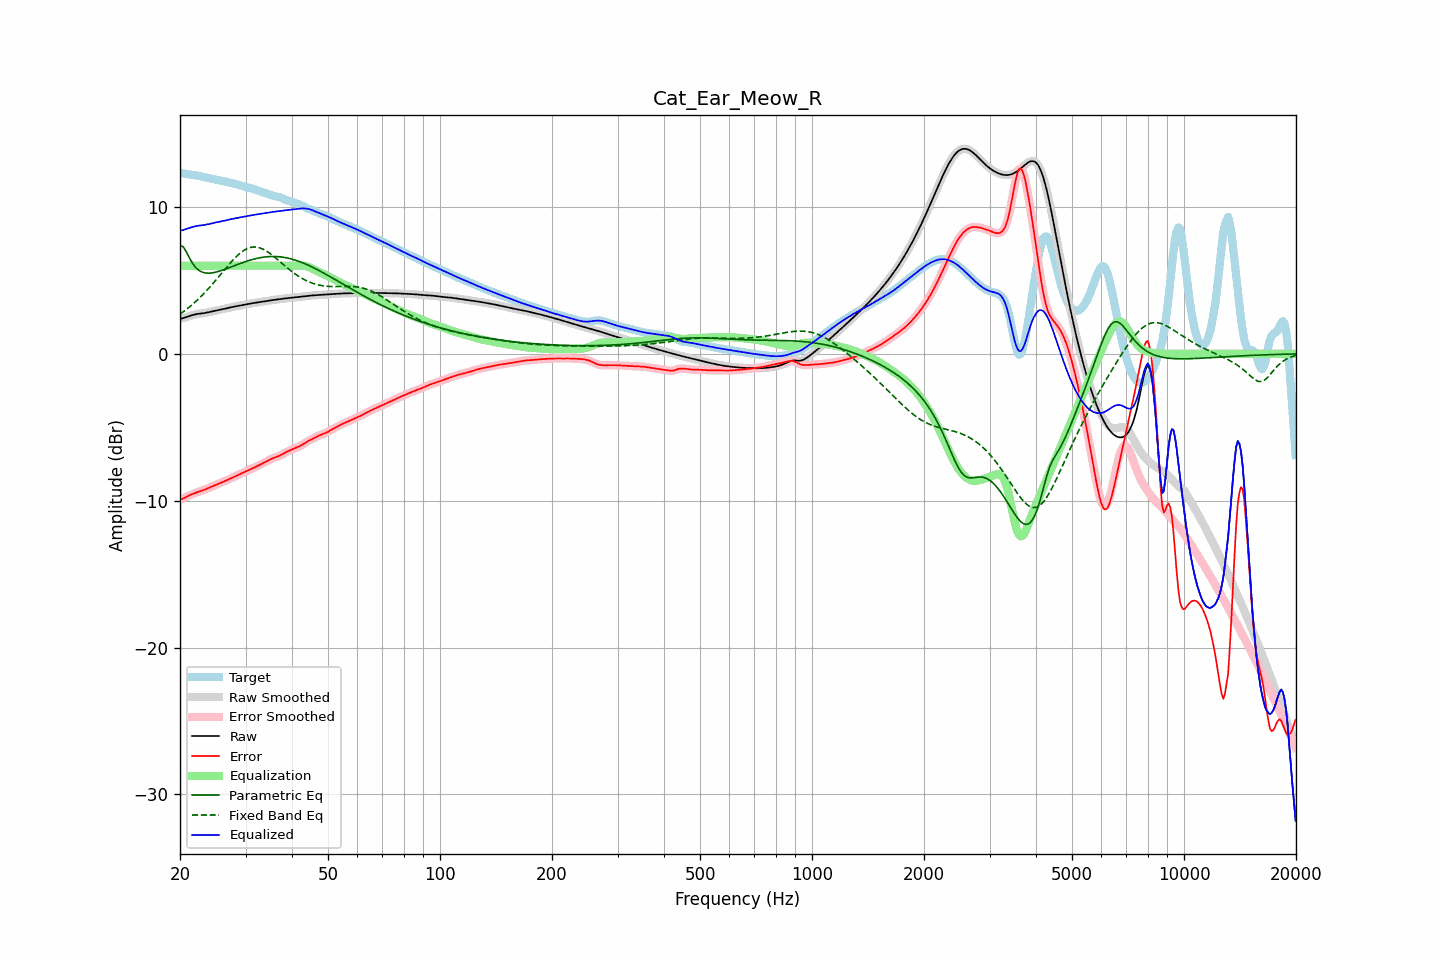 Cat_Ear_Meow_R
Amplitude (dBr)
10
0
−10
−20
−30
Target
Raw Smoothed
Error Smoothed
Raw
Error
Equalization
Parametric Eq
Fixed Band Eq
Equalized
20 50 100 200 500 1000 2000 5000 10000 20000
Frequency (Hz)